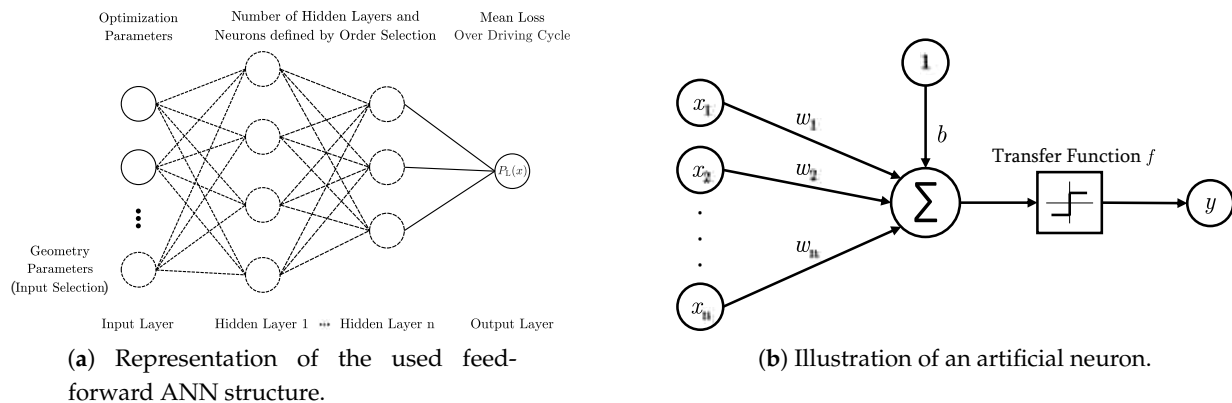 Optimization
Parameters
Number of Hidden Layers and
Neurons defined by Order Selection
Mean Loss
Over Driving Cycle
P_L(x)
Geometry
Parameters
(Input Selection)
Input Layer
Hidden Layer 1
•••
Hidden Layer n
Output Layer
(a) Representation of the used feed-
forward ANN structure.
1
x_1
w_1
b
x_2
w_2
Transfer Function f
Σ
y
w_n
x_n
(b) Illustration of an artificial neuron.